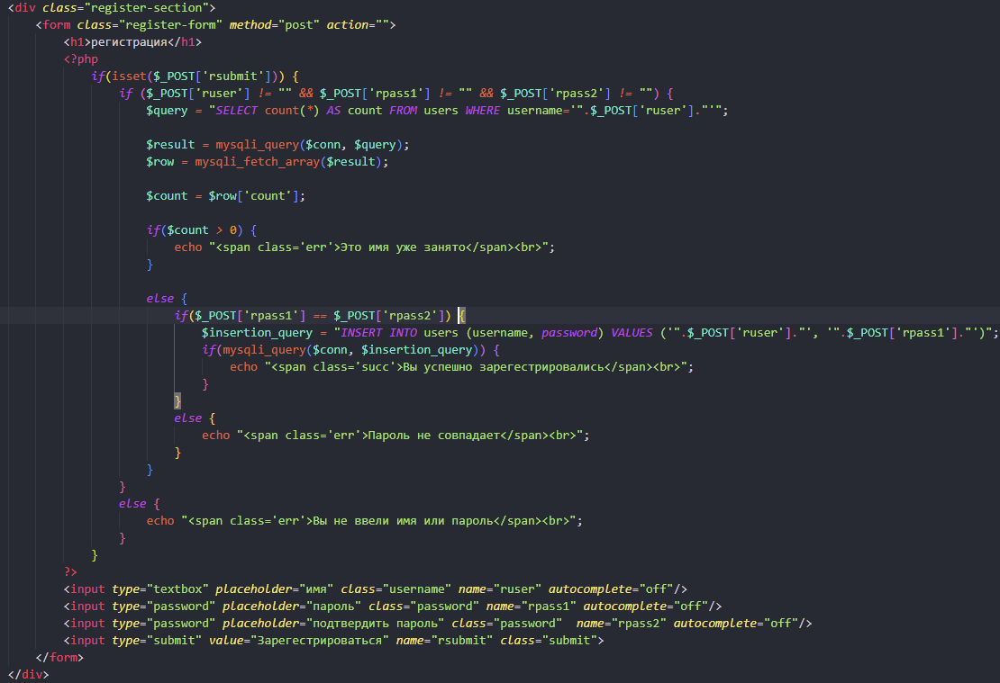 <div class="register-section">
<form class="register-form" method="post" action="">
<h1>регистрация</h1>
<?php
if(isset($_POST['rsubmit'])) {
if ($_POST['ruser'] != "" && $_POST['rpass1'] != "" && $_POST['rpass2'] != "") {
$query = "SELECT count(*) AS count FROM users WHERE username='".$_POST['ruser']."'";
$result = mysqli_query($conn, $query);
$row = mysqli_fetch_array($result);
$count = $row['count'];
if($count > 0) {
echo "<span class='err'>Это имя уже занято</span><br>";
}
else {
if($_POST['rpass1'] == $_POST['rpass2']) {
$insertion_query = "INSERT INTO users (username, password) VALUES ('".$_POST['ruser']."', '".$_POST['rpass1']."')";
if(mysqli_query($conn, $insertion_query)) {
echo "<span class='succ'>Вы успешно зарегестрировались</span><br>";
}
}
else {
echo "<span class='err'>Пароль не совпадает</span><br>";
}
}
}
else {
echo "<span class='err'>Вы не ввели имя или пароль</span><br>";
}
}
?>
<input type="textbox" placeholder="имя" class="username" name="ruser" autocomplete="off"/>
<input type="password" placeholder="пароль" class="password" name="rpass1" autocomplete="off"/>
<input type="password" placeholder="подтвердить пароль" class="password"  name="rpass2" autocomplete="off"/>
<input type="submit" value="Зарегестрироваться" name="rsubmit" class="submit">
</form>
</div>